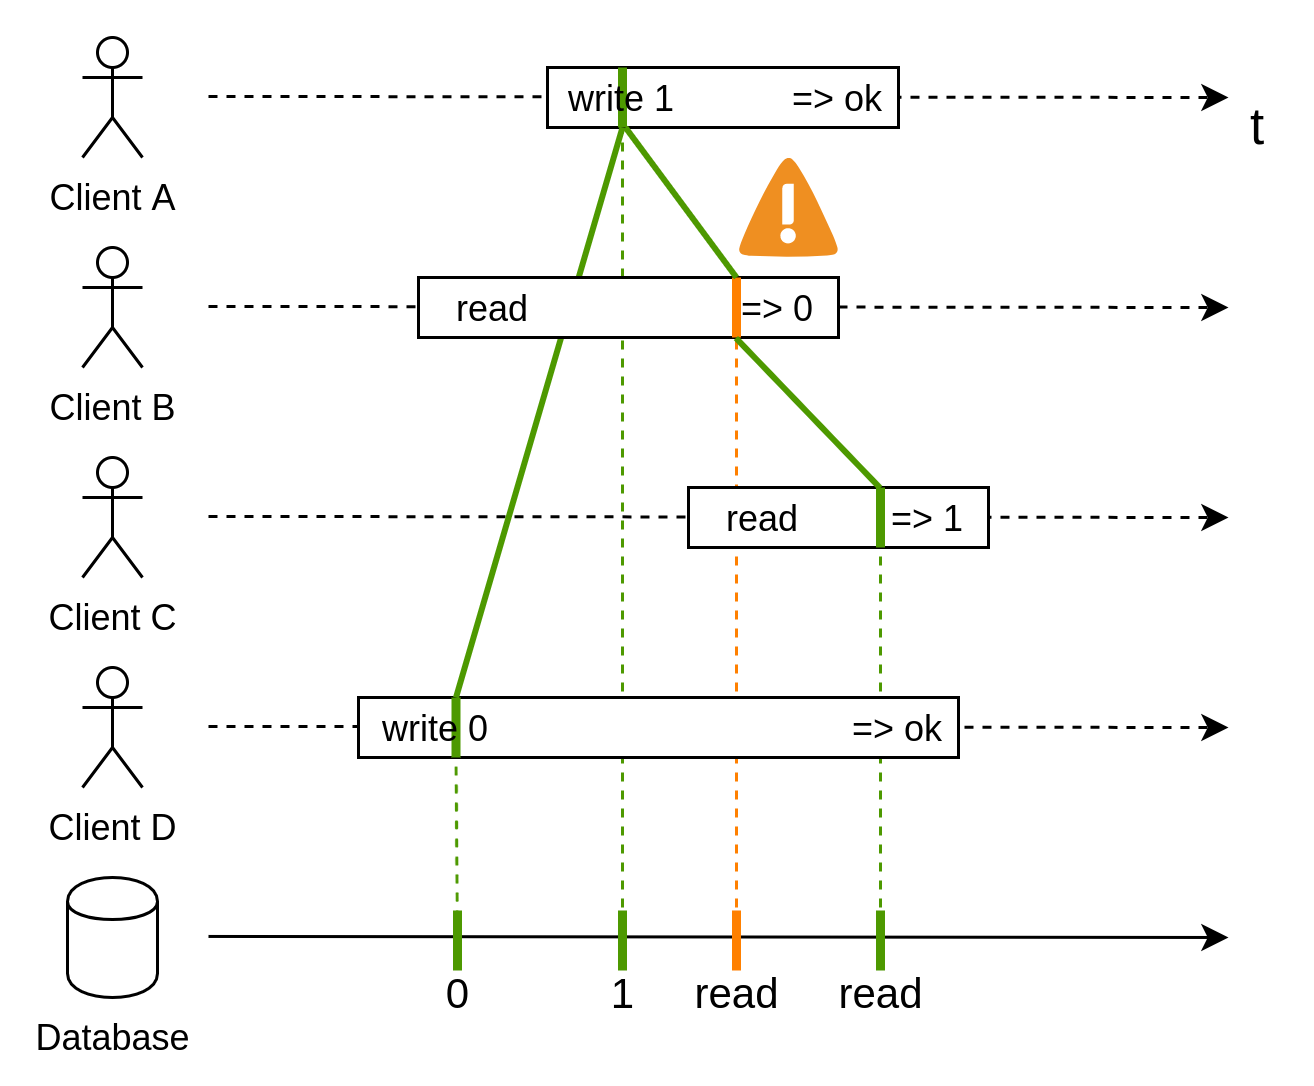 write 1 => ok
t
Client A
read => 0
Client B
read => 1
Client C
write 0 => ok
Client D
0 1 read read
Database